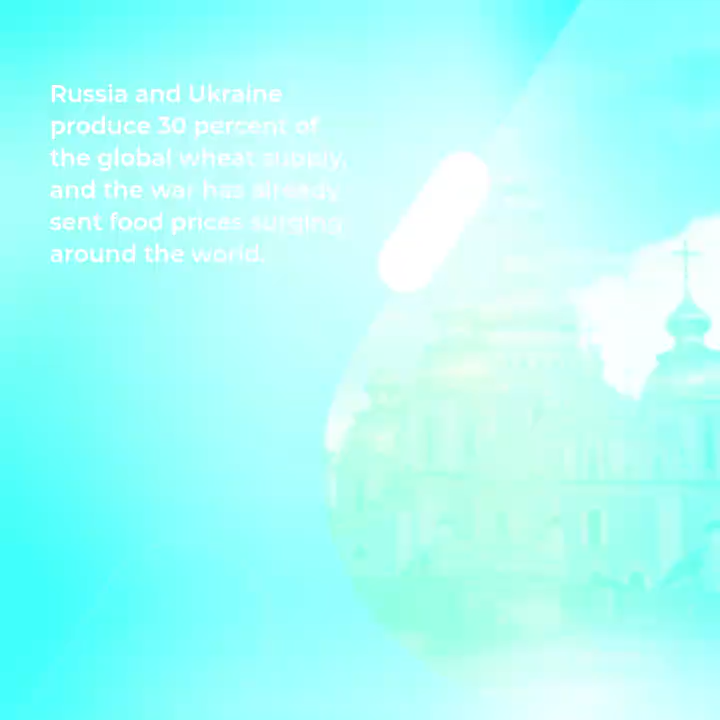 Russia and Ukraine
produce 30 percent of
the global wheat supply,
and the war has already
sent food prices surging
around the world.